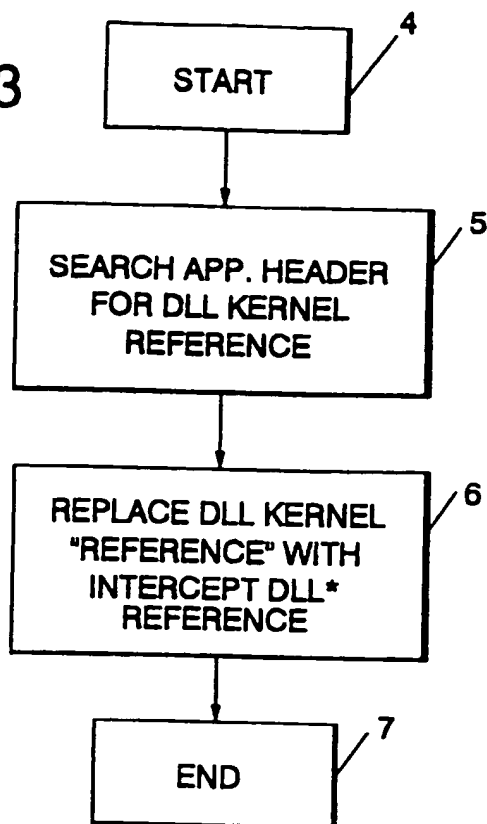 3
4
START
5
SEARCH APP. HEADER
FOR DLL KERNEL
REFERENCE
6
REPLACE DLL KERNEL
"REFERENCE" WITH
INTERCEPT DLL*
REFERENCE
7
END